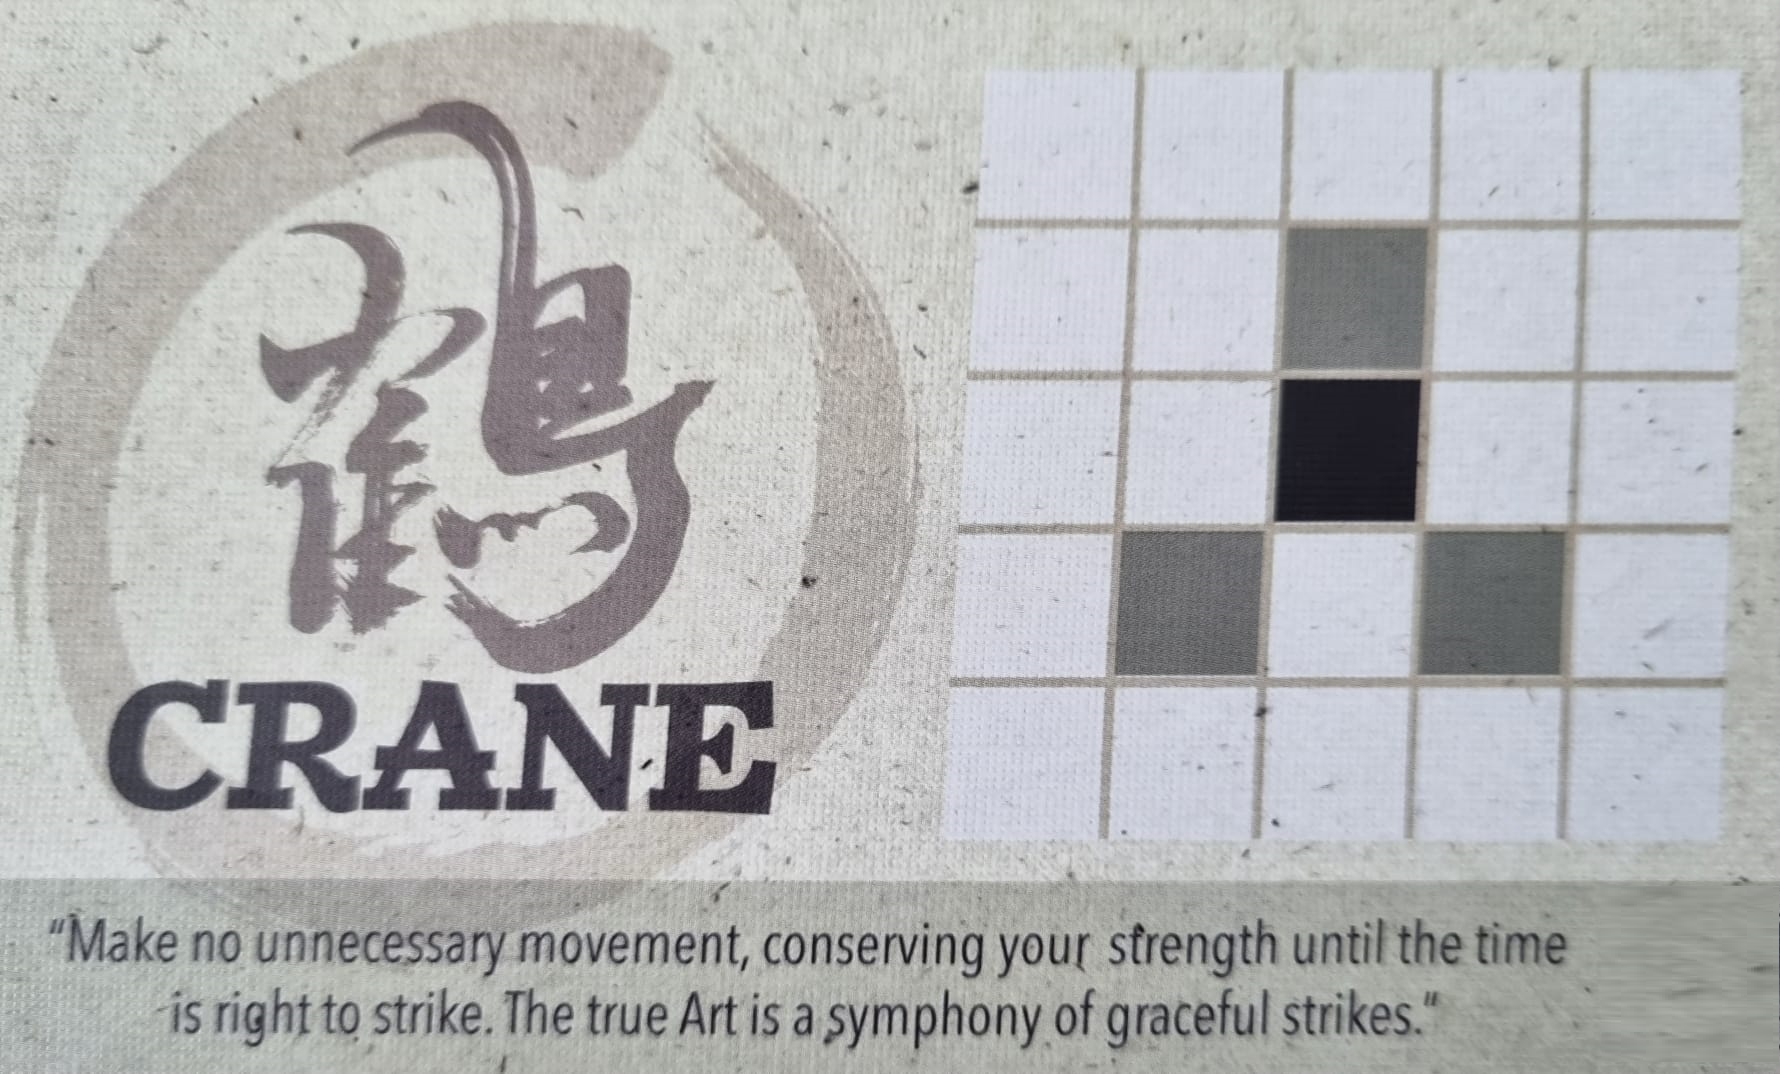 鶴
CRANE
“Make no unnecessary movement, conserving your strength until the time
is right to strike. The true Art is a symphony of graceful strikes.”